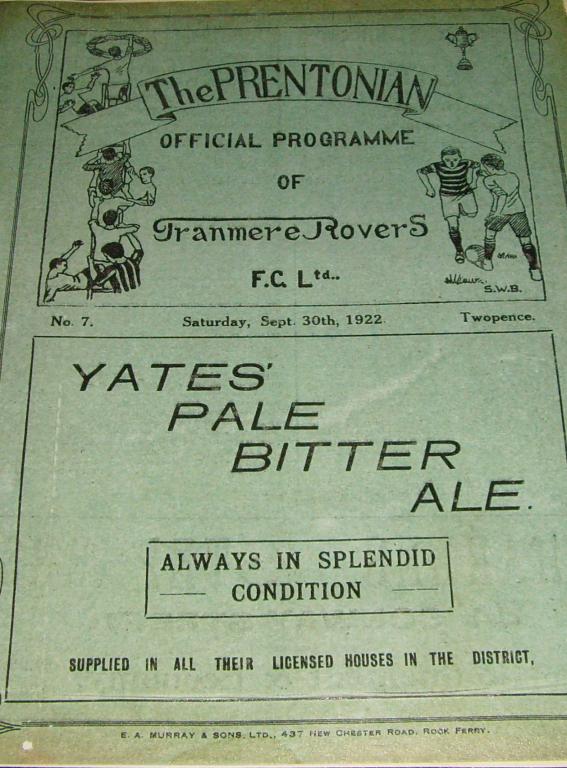 The PRENTONIAN
OFFICIAL PROGRAMME
OF
Tranmere Rovers
F.C. Ltd..
S.W.B.
No. 7. Saturday, Sept. 30th, 1922. Twopence.
YATES'
PALE
BITTER
ALE.
ALWAYS IN SPLENDID
CONDITION
SUPPLIED IN ALL THEIR LICENSED HOUSES IN THE DISTRICT,
E. A. MURRAY & SONS, LTD., 437 NEW CHESTER ROAD, ROCK FERRY.